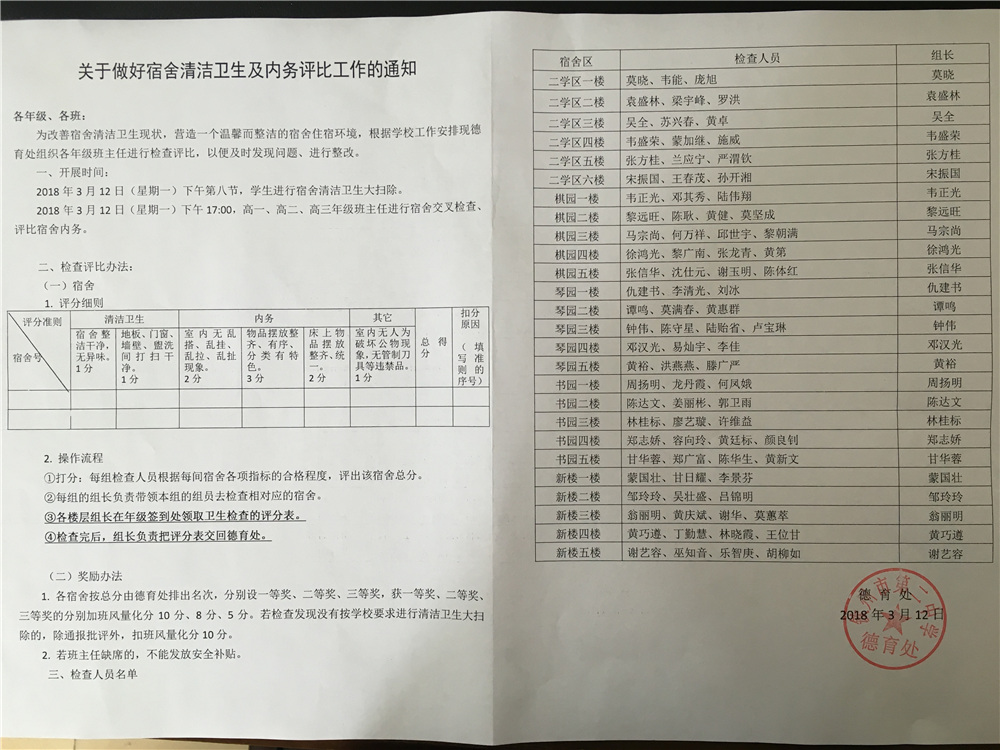 关于做好宿舍清洁卫生及内务评比工作的通知
各年级、各班：
为改善宿舍清洁卫生现状，营造一个温馨而整洁的宿舍住宿环境，根据学校工作安排现德
育处组织各年级班主任进行检查评比，以便及时发现问题、进行整改。
一、开展时间：
2018 年 3 月 12 日（星期一）下午第八节，学生进行宿舍清洁卫生大扫除。
2018 年 3 月 12 日（星期一）下午 17:00，高一、高二、高三年级班主任进行宿舍交叉检查、
评比宿舍内务。
二、检查评比办法：
（一）宿舍
1. 评分细则
评分准则 清洁卫生 内务 其它 总得分 扣分原因（填写准则的序号）
宿舍号
宿舍整洁干净，无异味。1 分
地板、门窗、墙壁、盥洗间打扫干净。1 分
室内无乱搭、乱挂、乱拉、乱扯现象。2 分
物品摆放整齐、有序、分类有特色。3 分
床上物品摆放整齐、统一。2 分
室内无人为破坏公物现象，无管制刀具等违禁品。1 分
2. 操作流程
①打分：每组检查人员根据每间宿舍各项指标的合格程度，评出该宿舍总分。
②每组的组长负责带领本组的组员去检查相对应的宿舍。
③各楼层组长在年级签到处领取卫生检查的评分表。
④检查完后，组长负责把评分表交回德育处。
（二）奖励办法
1. 各宿舍按总分由德育处排出名次，分别设一等奖、二等奖、三等奖，获一等奖、二等奖、
三等奖的分别加班风量化分 10 分、8 分、5 分。若检查发现没有按学校要求进行清洁卫生大扫
除的，除通报批评外，扣班风量化分 10 分。
2. 若班主任缺席的，不能发放安全补贴。
三、检查人员名单
宿舍区 检查人员 组长
二学区一楼 莫晓、韦能、庞旭 莫晓
二学区二楼 袁盛林、梁宇峰、罗洪 袁盛林
二学区三楼 吴全、苏兴春、黄卓 吴全
二学区四楼 韦盛荣、蒙加继、施威 韦盛荣
二学区五楼 张方桂、兰应宁、严渭钦 张方桂
二学区六楼 宋振国、王春茂、孙开湘 宋振国
棋园一楼 韦正光、邓其秀、陆伟翔 韦正光
棋园二楼 黎远旺、陈耿、黄健、莫坚成 黎远旺
棋园三楼 马宗尚、何万祥、邱世宇、黎朝满 马宗尚
棋园四楼 徐鸿光、黎广南、张龙青、黄第 徐鸿光
棋园五楼 张信华、沈仕元、谢玉明、陈体红 张信华
琴园一楼 仇建书、李清光、刘冰 仇建书
琴园二楼 谭鸣、莫满春、黄惠群 谭鸣
琴园三楼 钟伟、陈守星、陆贻省、卢宝琳 钟伟
琴园四楼 邓汉光、易灿宇、李佳 邓汉光
琴园五楼 黄裕、洪燕燕、滕广严 黄裕
书园一楼 周扬明、龙丹霞、何凤娥 周扬明
书园二楼 陈达文、姜丽彬、郭卫雨 陈达文
书园三楼 林桂标、廖艺璇、许维益 林桂标
书园四楼 郑志娇、容向玲、黄廷标、颜良钊 郑志娇
书园五楼 甘华蓉、郑广富、陈华生、黄新文 甘华蓉
新楼一楼 蒙国壮、甘日耀、李景芬 蒙国壮
新楼二楼 邹玲玲、吴壮盛、吕锦明 邹玲玲
新楼三楼 翁丽明、黄庆斌、谢华、莫蕙萃 翁丽明
新楼四楼 黄巧遵、丁勤慧、林晓霞、王位甘 黄巧遵
新楼五楼 谢艺容、巫知音、乐智庚、胡柳如 谢艺容
德 育 处
2018 年 3 月 12 日
州市第二中学
德育处